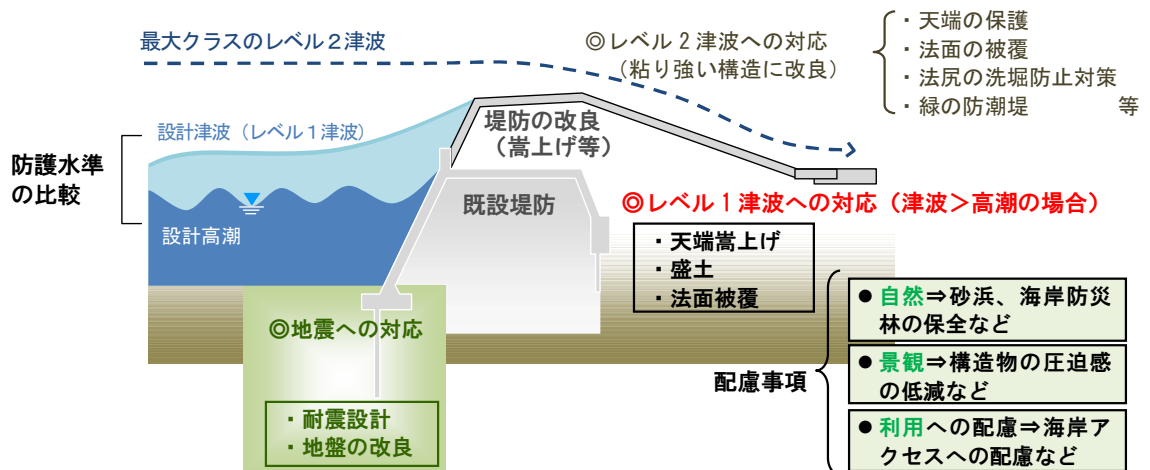 最大クラスのレベル２津波
◎レベル２津波への対応
（粘り強い構造に改良）
・天端の保護
・法面の被覆
・法尻の洗堀防止対策
・緑の防潮堤　　　等
設計津波（レベル１津波）
堤防の改良
（嵩上げ等）
防護水準
の比較
既設堤防
設計高潮
◎レベル１津波への対応（津波＞高潮の場合）
・天端嵩上げ
・盛土
・法面被覆
◎地震への対応
・耐震設計
・地盤の改良
配慮事項
● 自然⇒砂浜、海岸防災
林の保全など
● 景観⇒構造物の圧迫感
の低減など
● 利用への配慮⇒海岸ア
クセスへの配慮など